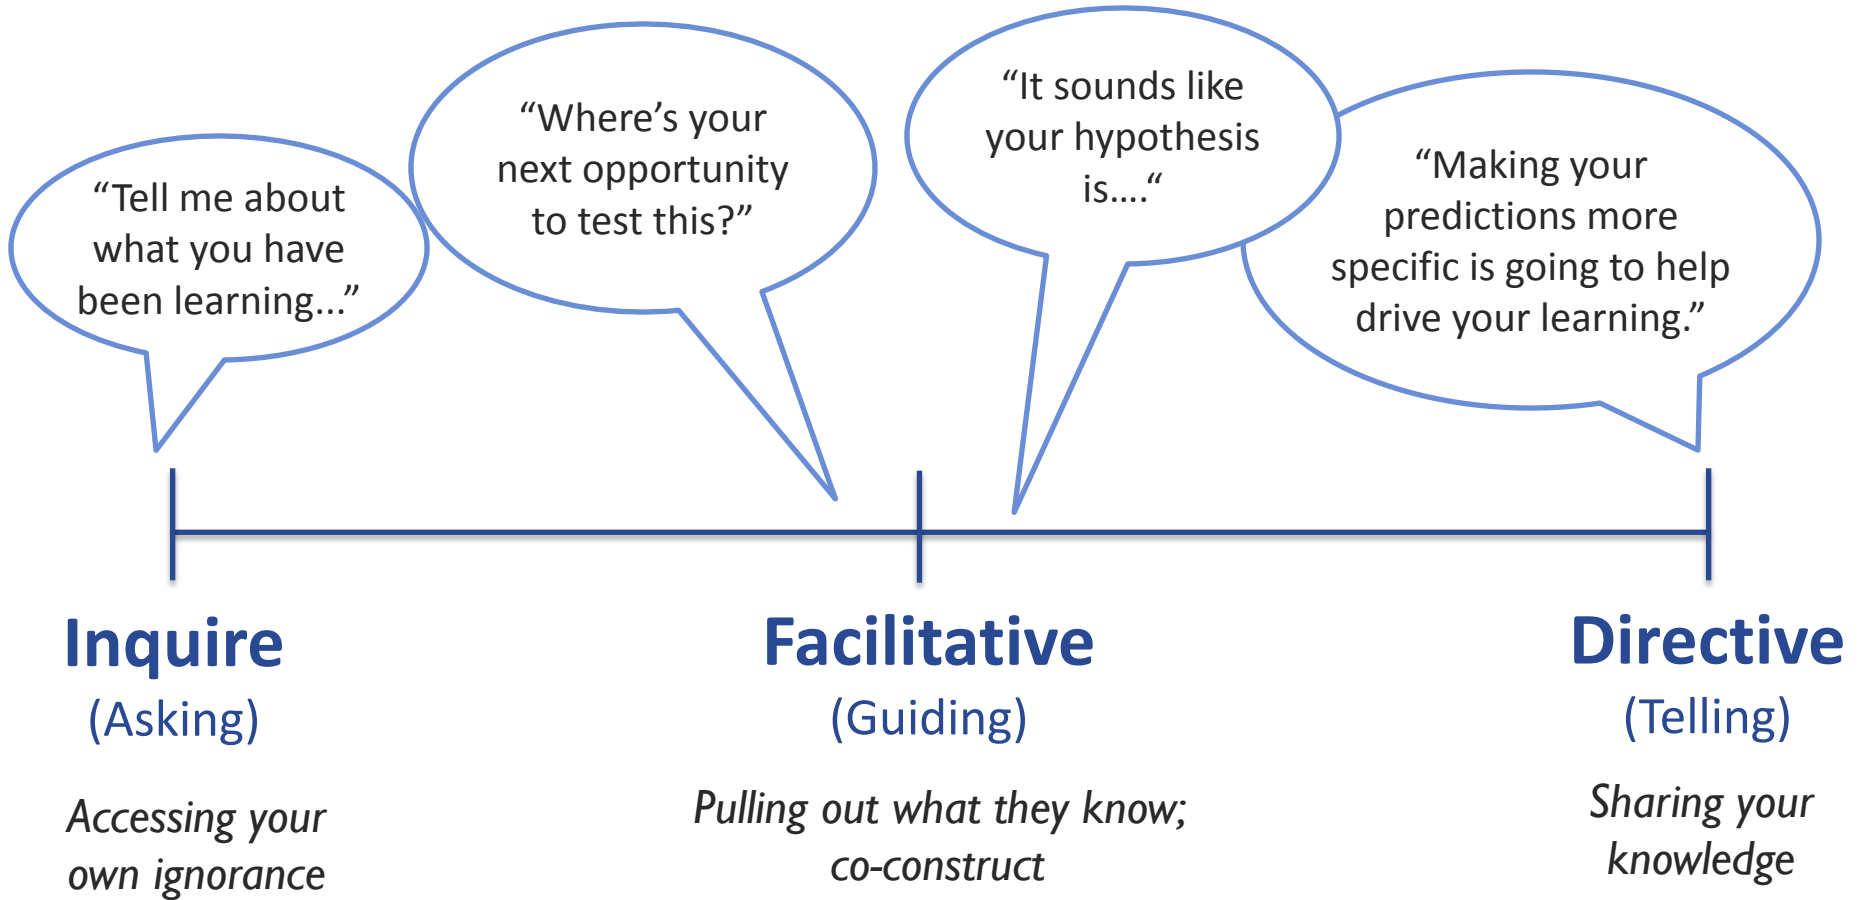 “Tell me about
what you have
been learning…”
“Where’s your
next opportunity
to test this?”
“It sounds like
your hypothesis
is….“
“Making your
predictions more
specific is going to help
drive your learning.”
Inquire
(Asking)
Accessing your
own ignorance
Facilitative
(Guiding)
Pulling out what they know;
co-construct
Directive
(Telling)
Sharing your
knowledge